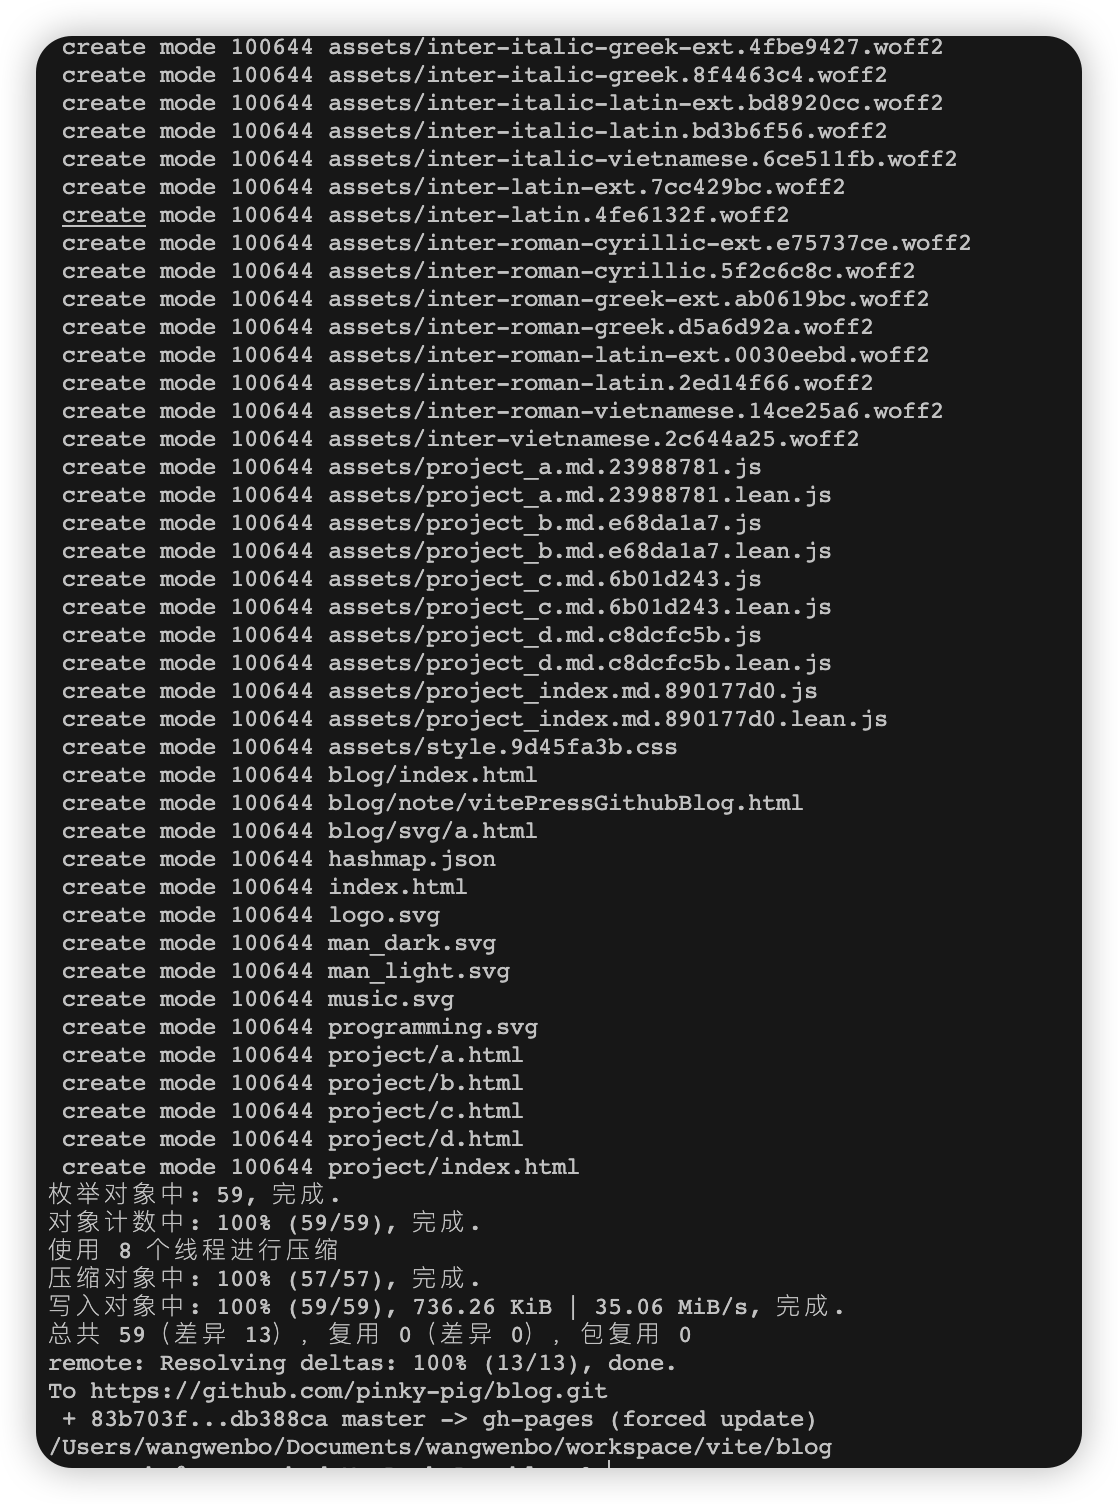 create mode 100644 assets/inter-italic-greek-ext.4fbe9427.woff2
create mode 100644 assets/inter-italic-greek.8f4463c4.woff2
create mode 100644 assets/inter-italic-latin-ext.bd8920cc.woff2
create mode 100644 assets/inter-italic-latin.bd3b6f56.woff2
create mode 100644 assets/inter-italic-vietnamese.6ce511fb.woff2
create mode 100644 assets/inter-latin-ext.7cc429bc.woff2
create mode 100644 assets/inter-latin.4fe6132f.woff2
create mode 100644 assets/inter-roman-cyrillic-ext.e75737ce.woff2
create mode 100644 assets/inter-roman-cyrillic.5f2c6c8c.woff2
create mode 100644 assets/inter-roman-greek-ext.ab0619bc.woff2
create mode 100644 assets/inter-roman-greek.d5a6d92a.woff2
create mode 100644 assets/inter-roman-latin-ext.0030eebd.woff2
create mode 100644 assets/inter-roman-latin.2ed14f66.woff2
create mode 100644 assets/inter-roman-vietnamese.14ce25a6.woff2
create mode 100644 assets/inter-vietnamese.2c644a25.woff2
create mode 100644 assets/project_a.md.23988781.js
create mode 100644 assets/project_a.md.23988781.lean.js
create mode 100644 assets/project_b.md.e68da1a7.js
create mode 100644 assets/project_b.md.e68da1a7.lean.js
create mode 100644 assets/project_c.md.6b01d243.js
create mode 100644 assets/project_c.md.6b01d243.lean.js
create mode 100644 assets/project_d.md.c8dcfc5b.js
create mode 100644 assets/project_d.md.c8dcfc5b.lean.js
create mode 100644 assets/project_index.md.890177d0.js
create mode 100644 assets/project_index.md.890177d0.lean.js
create mode 100644 assets/style.9d45fa3b.css
create mode 100644 blog/index.html
create mode 100644 blog/note/vitePressGithubBlog.html
create mode 100644 blog/svg/a.html
create mode 100644 hashmap.json
create mode 100644 index.html
create mode 100644 logo.svg
create mode 100644 man_dark.svg
create mode 100644 man_light.svg
create mode 100644 music.svg
create mode 100644 programming.svg
create mode 100644 project/a.html
create mode 100644 project/b.html
create mode 100644 project/c.html
create mode 100644 project/d.html
create mode 100644 project/index.html
枚举对象中: 59, 完成.
对象计数中: 100% (59/59), 完成.
使用 8 个线程进行压缩
压缩对象中: 100% (57/57), 完成.
写入对象中: 100% (59/59), 736.26 KiB | 35.06 MiB/s, 完成.
总共 59（差异 13），复用 0（差异 0），包复用 0
remote: Resolving deltas: 100% (13/13), done.
To https://github.com/pinky-pig/blog.git
+ 83b703f...db388ca master -> gh-pages (forced update)
/Users/wangwenbo/Documents/wangwenbo/workspace/vite/blog